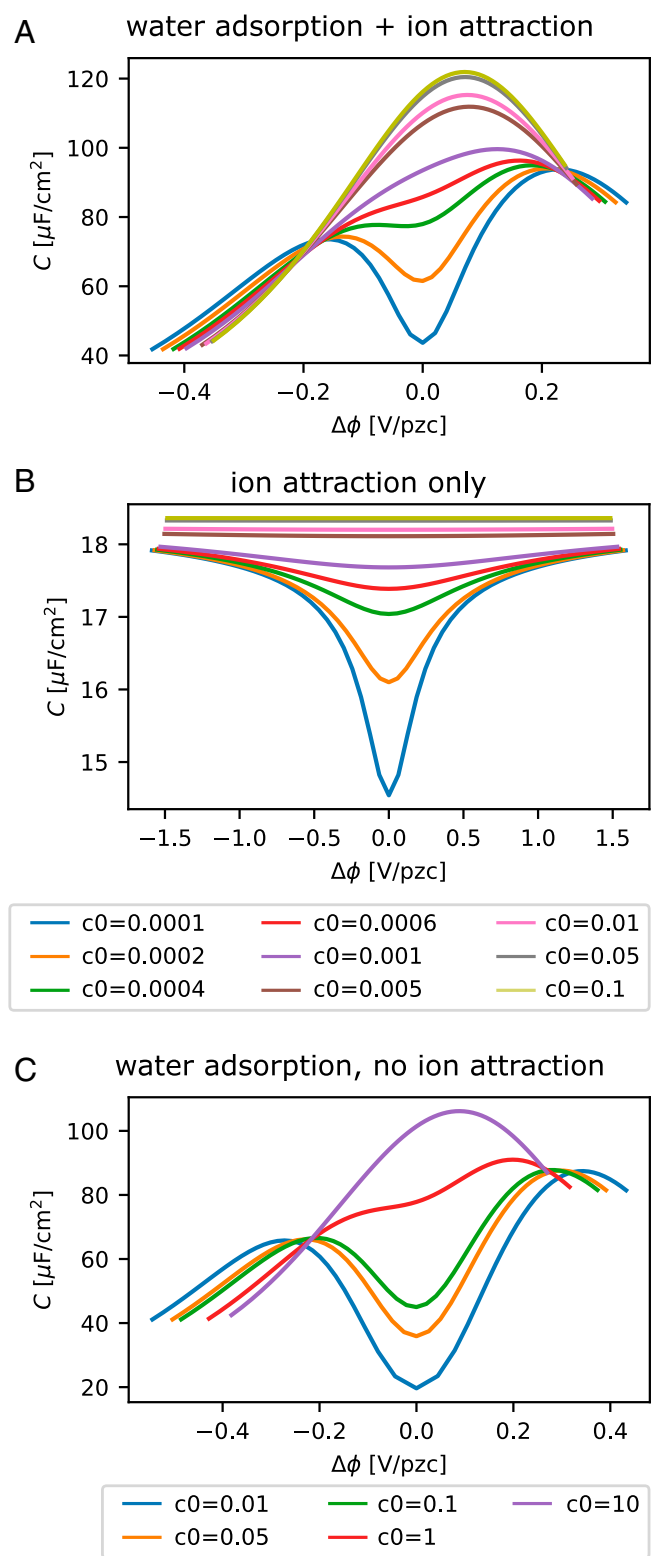 A
water adsorption + ion attraction
120
100
80
60
40
C [μF/cm²]
−0.4 −0.2 0.0 0.2
Δϕ [V/pzc]
B
ion attraction only
18
17
16
15
C [μF/cm²]
−1.5 −1.0 −0.5 0.0 0.5 1.0 1.5
Δϕ [V/pzc]
c0=0.0001 c0=0.0006 c0=0.01
c0=0.0002 c0=0.001 c0=0.05
c0=0.0004 c0=0.005 c0=0.1
C
water adsorption, no ion attraction
100
80
60
40
20
C [μF/cm²]
−0.4 −0.2 0.0 0.2 0.4
Δϕ [V/pzc]
c0=0.01 c0=0.1 c0=10
c0=0.05 c0=1